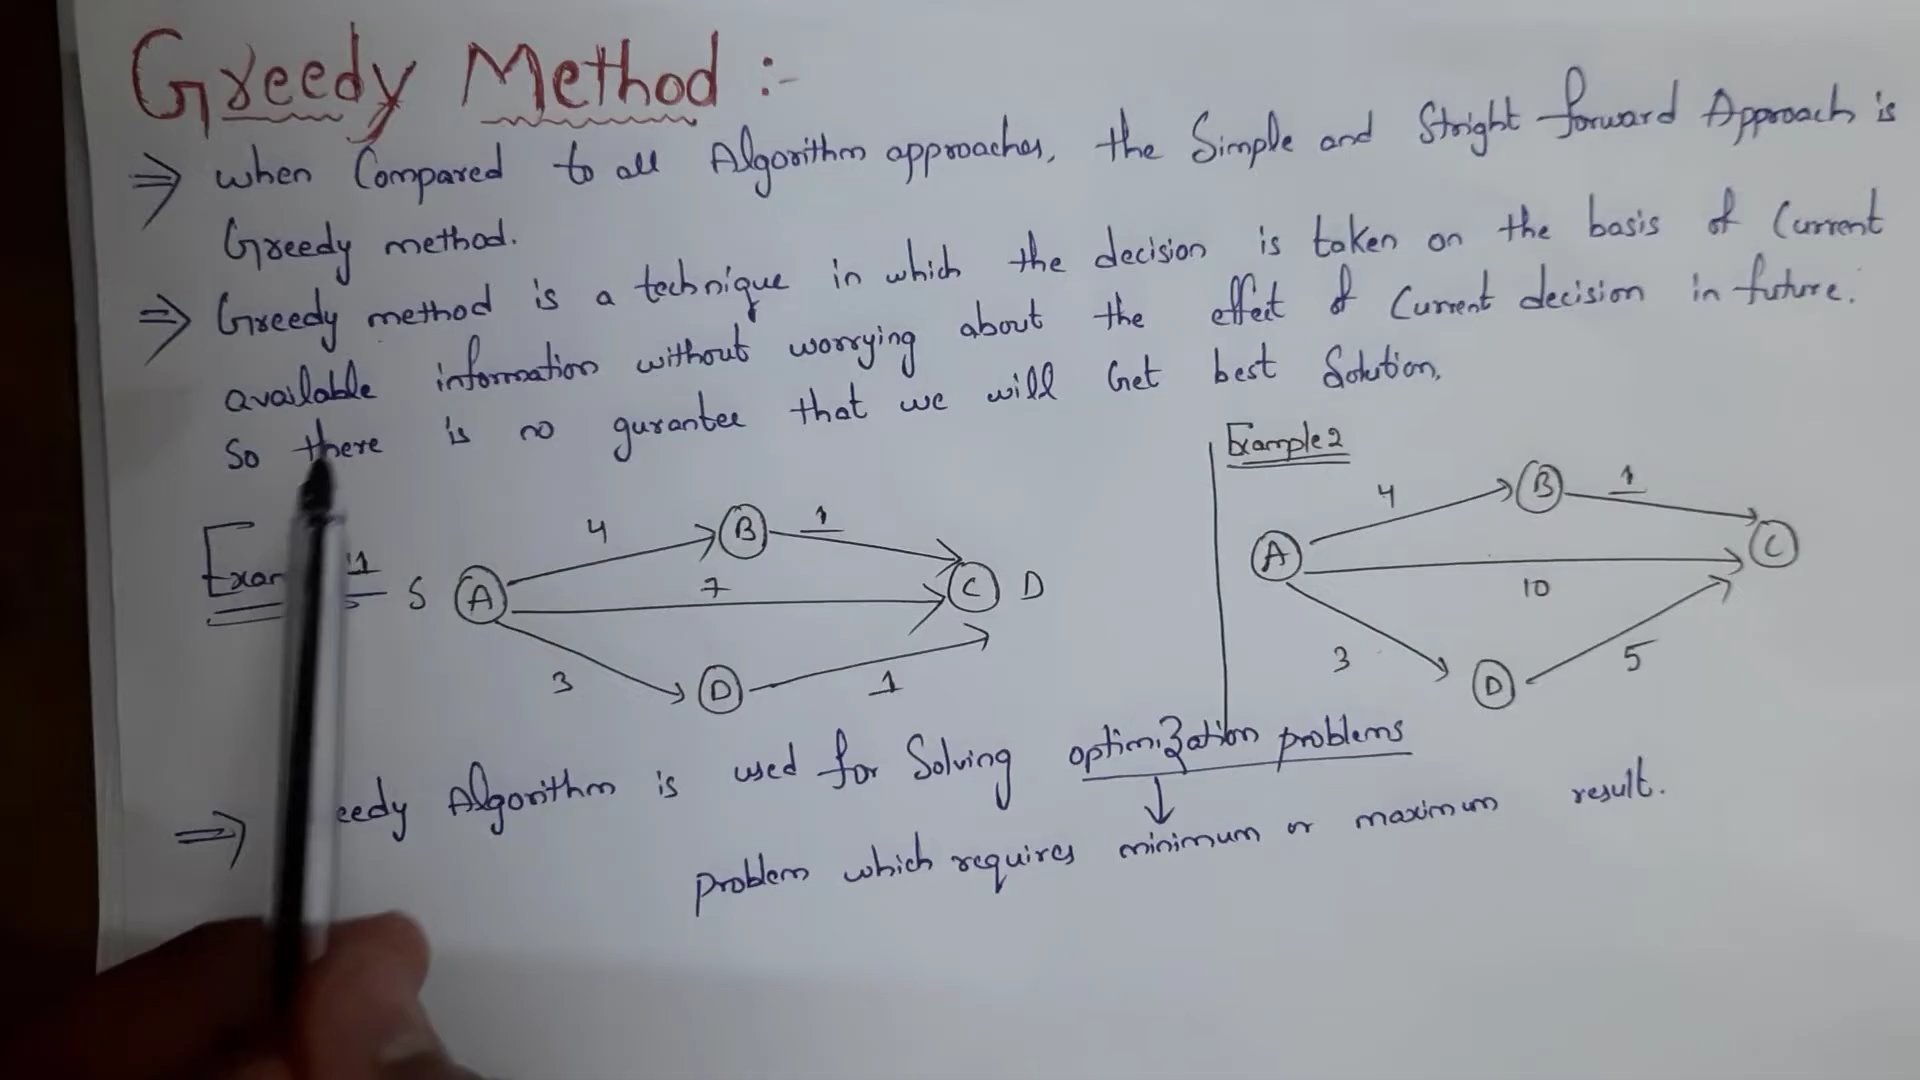 Greedy Method :-
⇒ when Compared to all Algorithm approaches, the Simple and Stright forward Approach is
Greedy method.
⇒ Greedy method is a technique in which the decision is taken on the basis of Current
available information without worrying about the effect of Current decision in future.
So there is no gurantee that we will Get best Solution.
Example 2
1
S A 4 B 1 7 C D 3 D 1
A 4 B 1 C 10 3 D 5
⇒ Algorithm is used for Solving optimization problems
↓
problem which requires minimum or maximum result.